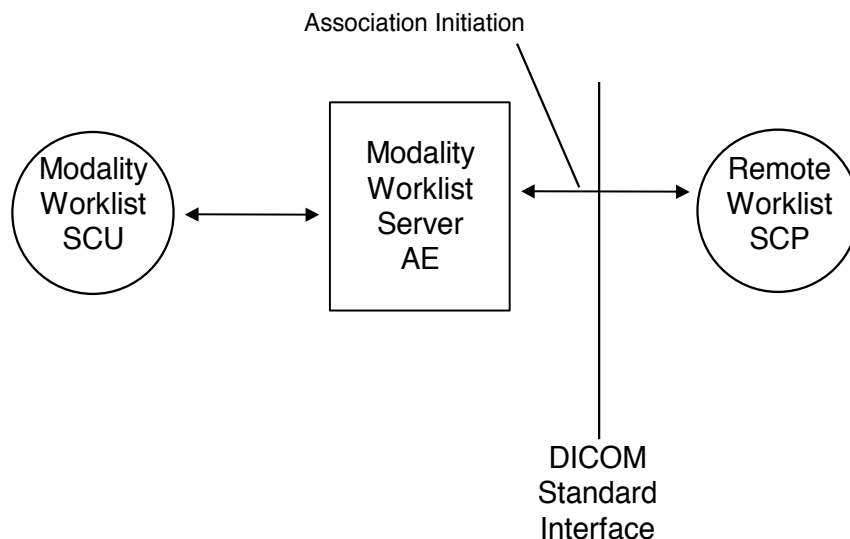 Association Initiation
Modality
Worklist
SCU
Modality
Worklist
Server
AE
Remote
Worklist
SCP
DICOM
Standard
Interface